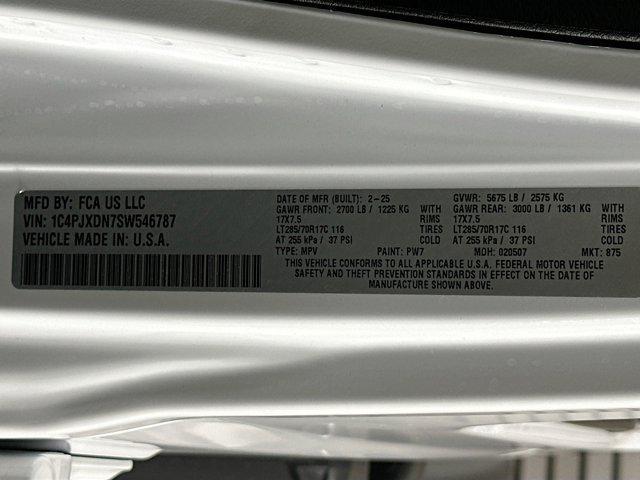 MFD BY: FCA US LLC
VIN: 1C4PJXDN7SW546787
VEHICLE MADE IN: U.S.A.
DATE OF MFR (BUILT): 2-25
GAWR FRONT: 2700 LB / 1225 KG WITH
17X7.5 RIMS
LT285/70R17C 116 TIRES
AT 255 kPa / 37 PSI COLD
GVWR: 5675 LB / 2575 KG
GAWR REAR: 3000 LB / 1361 KG WITH
17X7.5 RIMS
LT285/70R17C 116 TIRES
AT 255 kPa / 37 PSI COLD
TYPE: MPV PAINT: PW7 MDH: 020507 MKT: 875
THIS VEHICLE CONFORMS TO ALL APPLICABLE U.S.A. FEDERAL MOTOR VEHICLE
SAFETY AND THEFT PREVENTION STANDARDS IN EFFECT ON THE DATE OF
MANUFACTURE SHOWN ABOVE.